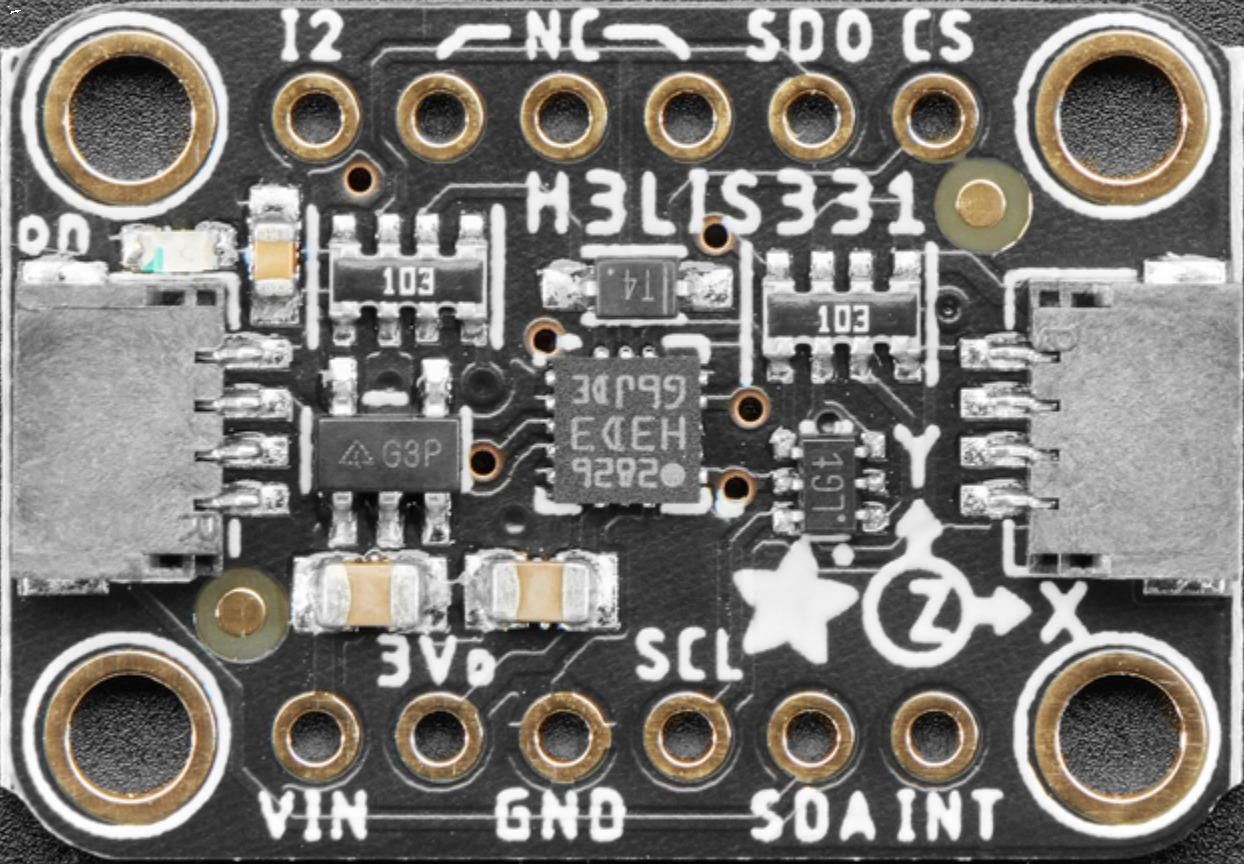 I2 NC SDO CS
H3LIS331
on
103
T4
103
G3P
Y
Z X
3Vo SCL
VIN GND SDA INT